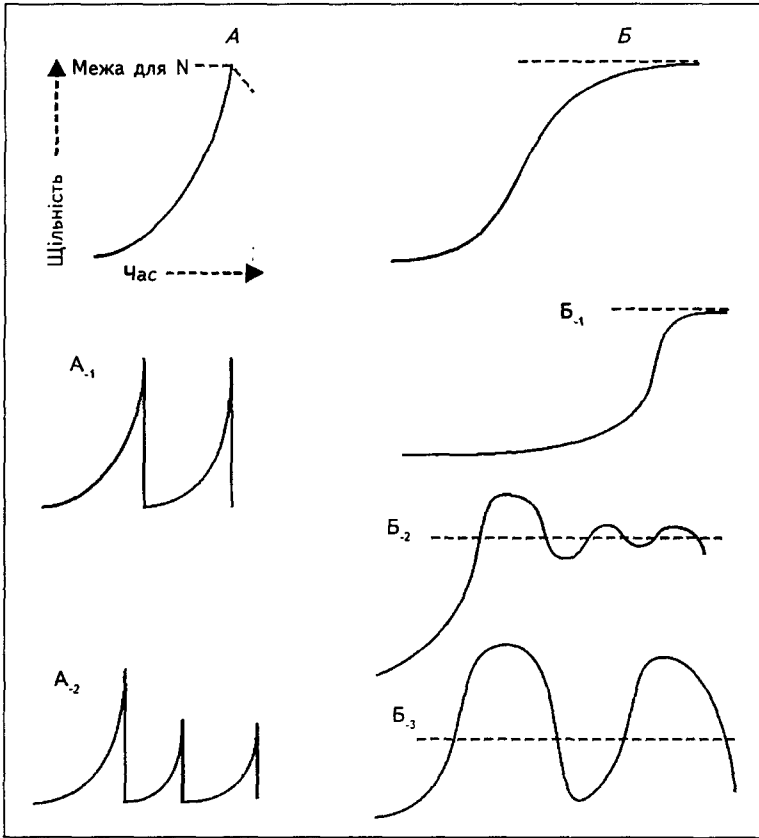 А
Б
Межа для N
Щільність
Час
Б-1
А-1
Б-2
А-2
Б-3